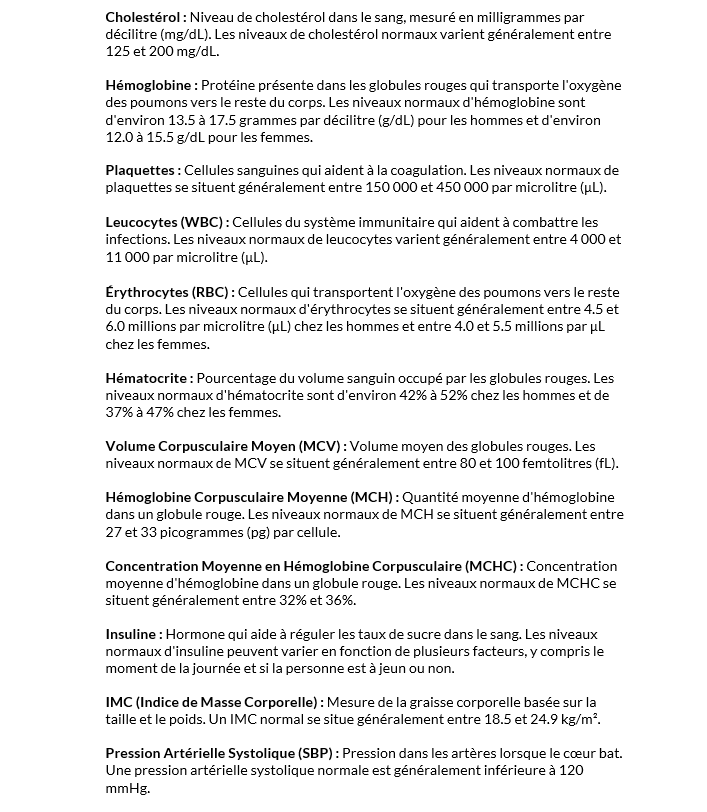 Cholestérol : Niveau de cholestérol dans le sang, mesuré en milligrammes par
décilitre (mg/dL). Les niveaux de cholestérol normaux varient généralement entre
125 et 200 mg/dL.
Hémoglobine : Protéine présente dans les globules rouges qui transporte l'oxygène
des poumons vers le reste du corps. Les niveaux normaux d'hémoglobine sont
d'environ 13.5 à 17.5 grammes par décilitre (g/dL) pour les hommes et d'environ
12.0 à 15.5 g/dL pour les femmes.
Plaquettes : Cellules sanguines qui aident à la coagulation. Les niveaux normaux de
plaquettes se situent généralement entre 150 000 et 450 000 par microlitre (µL).
Leucocytes (WBC) : Cellules du système immunitaire qui aident à combattre les
infections. Les niveaux normaux de leucocytes varient généralement entre 4 000 et
11 000 par microlitre (µL).
Érythrocytes (RBC) : Cellules qui transportent l'oxygène des poumons vers le reste
du corps. Les niveaux normaux d'érythrocytes se situent généralement entre 4.5 et
6.0 millions par microlitre (µL) chez les hommes et entre 4.0 et 5.5 millions par µL
chez les femmes.
Hématocrite : Pourcentage du volume sanguin occupé par les globules rouges. Les
niveaux normaux d'hématocrite sont d'environ 42% à 52% chez les hommes et de
37% à 47% chez les femmes.
Volume Corpusculaire Moyen (MCV) : Volume moyen des globules rouges. Les
niveaux normaux de MCV se situent généralement entre 80 et 100 femtolitres (fL).
Hémoglobine Corpusculaire Moyenne (MCH) : Quantité moyenne d'hémoglobine
dans un globule rouge. Les niveaux normaux de MCH se situent généralement entre
27 et 33 picogrammes (pg) par cellule.
Concentration Moyenne en Hémoglobine Corpusculaire (MCHC) : Concentration
moyenne d'hémoglobine dans un globule rouge. Les niveaux normaux de MCHC se
situent généralement entre 32% et 36%.
Insuline : Hormone qui aide à réguler les taux de sucre dans le sang. Les niveaux
normaux d'insuline peuvent varier en fonction de plusieurs facteurs, y compris le
moment de la journée et si la personne est à jeun ou non.
IMC (Indice de Masse Corporelle) : Mesure de la graisse corporelle basée sur la
taille et le poids. Un IMC normal se situe généralement entre 18.5 et 24.9 kg/m².
Pression Artérielle Systolique (SBP) : Pression dans les artères lorsque le cœur bat.
Une pression artérielle systolique normale est généralement inférieure à 120
mmHg.